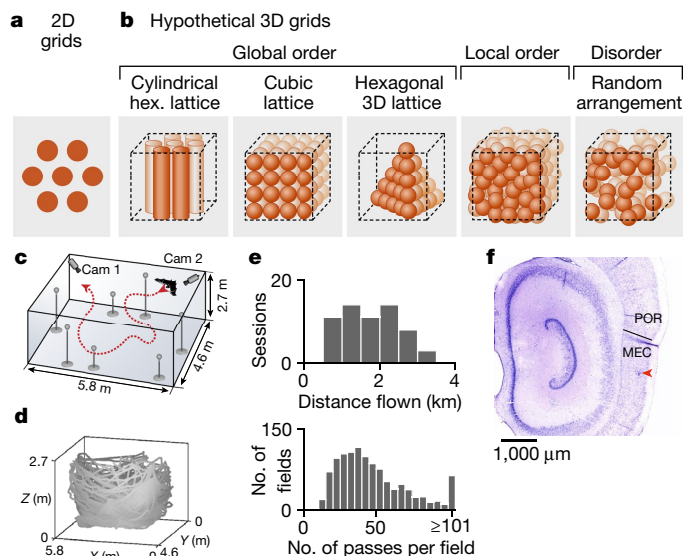 a
2D
grids
b Hypothetical 3D grids
Global order
Local order
Disorder
Cylindrical
hex. lattice
Cubic
lattice
Hexagonal
3D lattice
Random
arrangement
c
Cam 1
Cam 2
2.7 m
4.6 m
5.8 m
d
2.7
Z (m)
0
5.8
0
Y (m)
4.6
e
20
Sessions
0
0
2
4
Distance flown (km)
150
No. of
fields
0
0
50
≥101
No. of passes per field
f
POR
MEC
1,000 μm